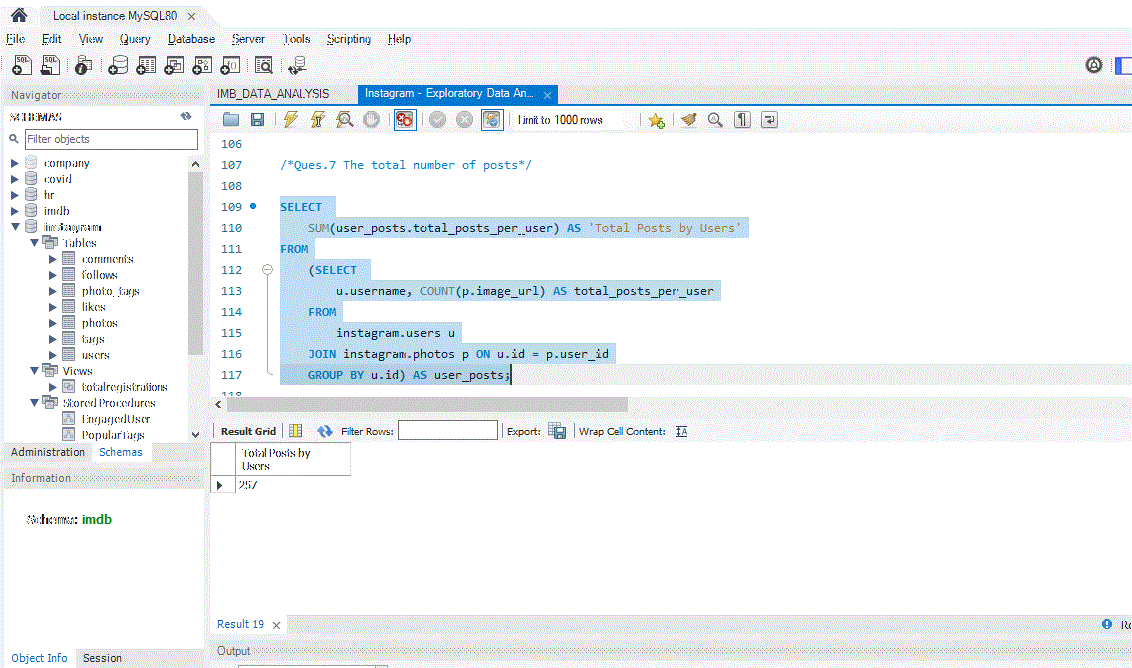 Local instance MySQL80
File Edit View Query Database Server Tools Scripting Help
Navigator
SCHEMAS
Filter objects
company
covid
hr
imdb
instagram
Tables
comments
follows
photo_tags
likes
photos
tags
users
Views
totalregistrations
Stored Procedures
EngagedUser
PopularTags
Administration Schemas
Information
Schema: imdb
Object Info Session
IMB_DATA_ANALYSIS Instagram - Exploratory Data An...
Limit to 1000 rows
106
107 /*Ques.7 The total number of posts*/
108
109 SELECT
110 SUM(user_posts.total_posts_per_user) AS 'Total Posts by Users'
111 FROM
112 (SELECT
113 u.username, COUNT(p.image_url) AS total_posts_per_user
114 FROM
115 instagram.users u
116 JOIN instagram.photos p ON u.id = p.user_id
117 GROUP BY u.id) AS user_posts;
118
Result Grid Filter Rows: Export: Wrap Cell Content:
Total Posts by
Users
257
Result 19
Output